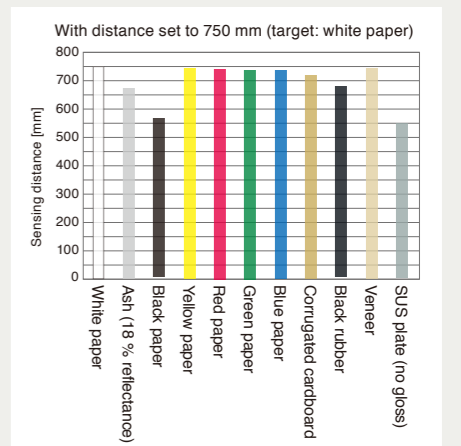 With distance set to 750 mm (target: white paper)
Sensing distance [mm]
800
700
600
500
400
300
200
100
0
White paper
Ash (18 % reflectance)
Black paper
Yellow paper
Red paper
Green paper
Blue paper
Corrugated cardboard
Black rubber
Veneer
SUS plate (no gloss)